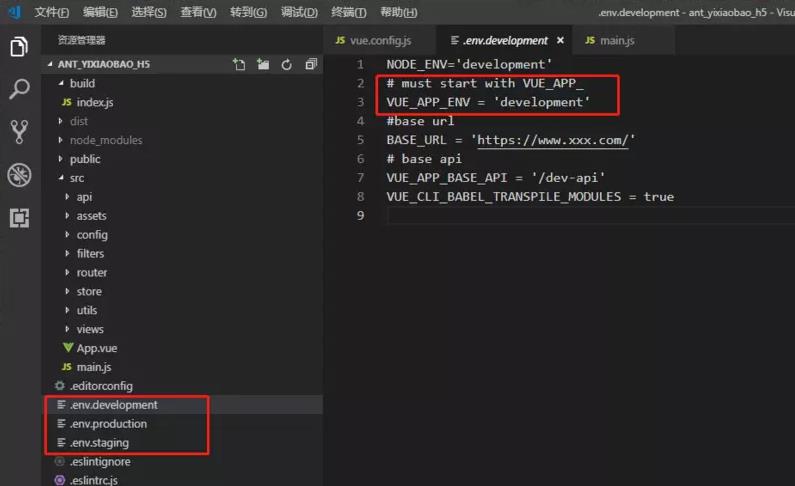 文件(F) 编辑(E) 选择(S) 查看(V) 转到(G) 调试(D) 终端(T) 帮助(H) .env.development - ant_yixiaobao_h5 - Visu
资源管理器
ANT_YIXIAOBAO_H5
build
JS index.js
dist
node_modules
public
src
api
assets
config
filters
router
store
utils
views
App.vue
JS main.js
.editorconfig
.env.development
.env.production
.env.staging
.eslintignore
.eslintrc.js
JS vue.config.js
.env.development ×
JS main.js
1 NODE_ENV='development'
2 # must start with VUE_APP_
3 VUE_APP_ENV = 'development'
4 #base url
5 BASE_URL = 'https://www.xxx.com/'
6 # base api
7 VUE_APP_BASE_API = '/dev-api'
8 VUE_CLI_BABEL_TRANSPILE_MODULES = true
9